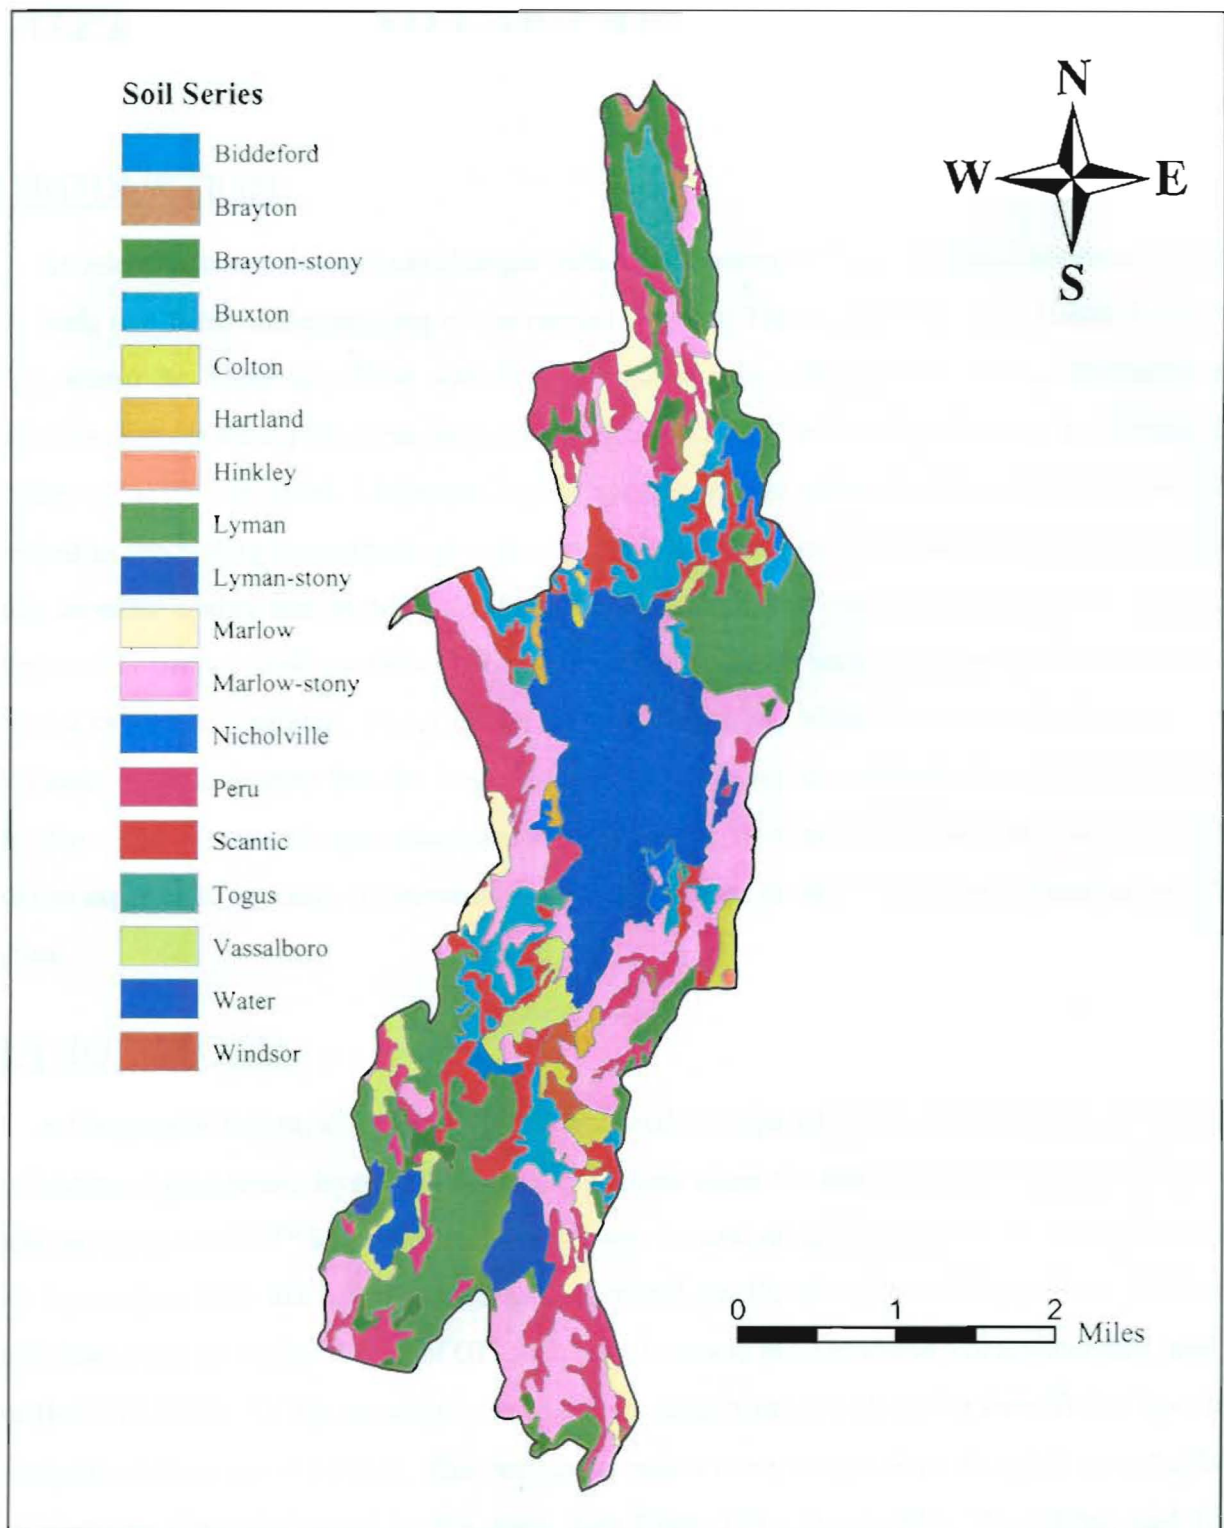 Soil Series
Biddeford
Brayton
Brayton-stony
Buxton
Colton
Hartland
Hinkley
Lyman
Lyman-stony
Marlow
Marlow-stony
Nicholville
Peru
Scantic
Togus
Vassalboro
Water
Windsor
N
W E
S
0 1 2
Miles